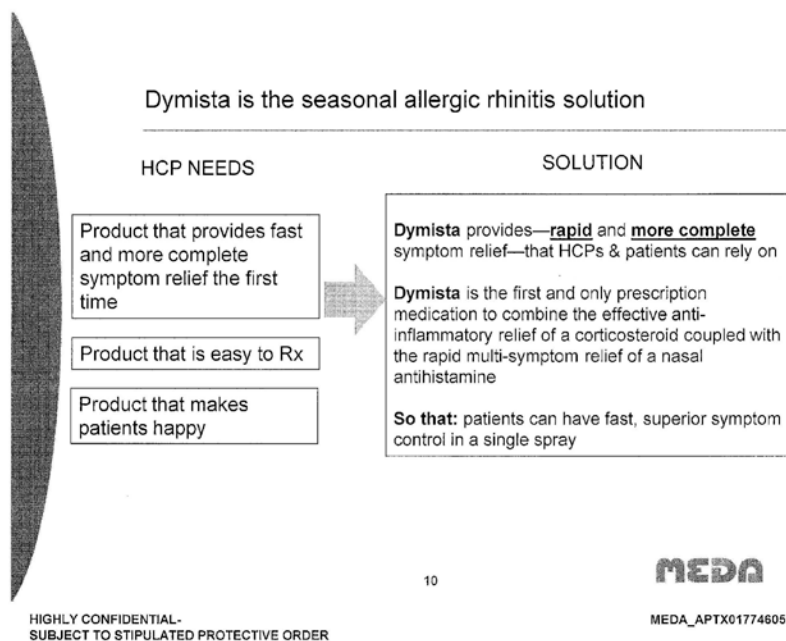 Dymista is the seasonal allergic rhinitis solution
HCP NEEDS
Product that provides fast
and more complete
symptom relief the first
time
Product that is easy to Rx
Product that makes
patients happy
SOLUTION
Dymista provides—rapid and more complete
symptom relief—that HCPs & patients can rely on
Dymista is the first and only prescription
medication to combine the effective anti-
inflammatory relief of a corticosteroid coupled with
the rapid multi-symptom relief of a nasal
antihistamine
So that: patients can have fast, superior symptom
control in a single spray
10
MEDA
HIGHLY CONFIDENTIAL-
SUBJECT TO STIPULATED PROTECTIVE ORDER
MEDA_APTX01774605